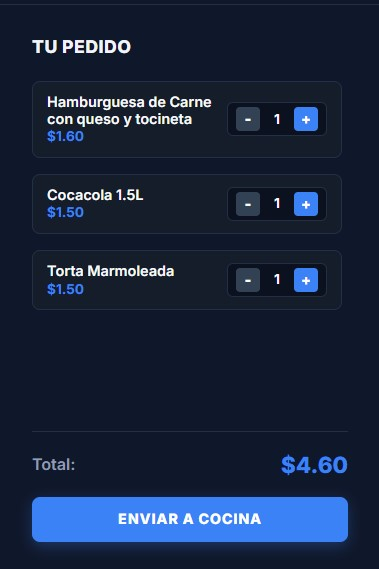 TU PEDIDO
Hamburguesa de Carne
con queso y tocineta
$1.60
- 1 +
Cocacola 1.5L
$1.50
- 1 +
Torta Marmoleada
$1.50
- 1 +
Total: $4.60
ENVIAR A COCINA